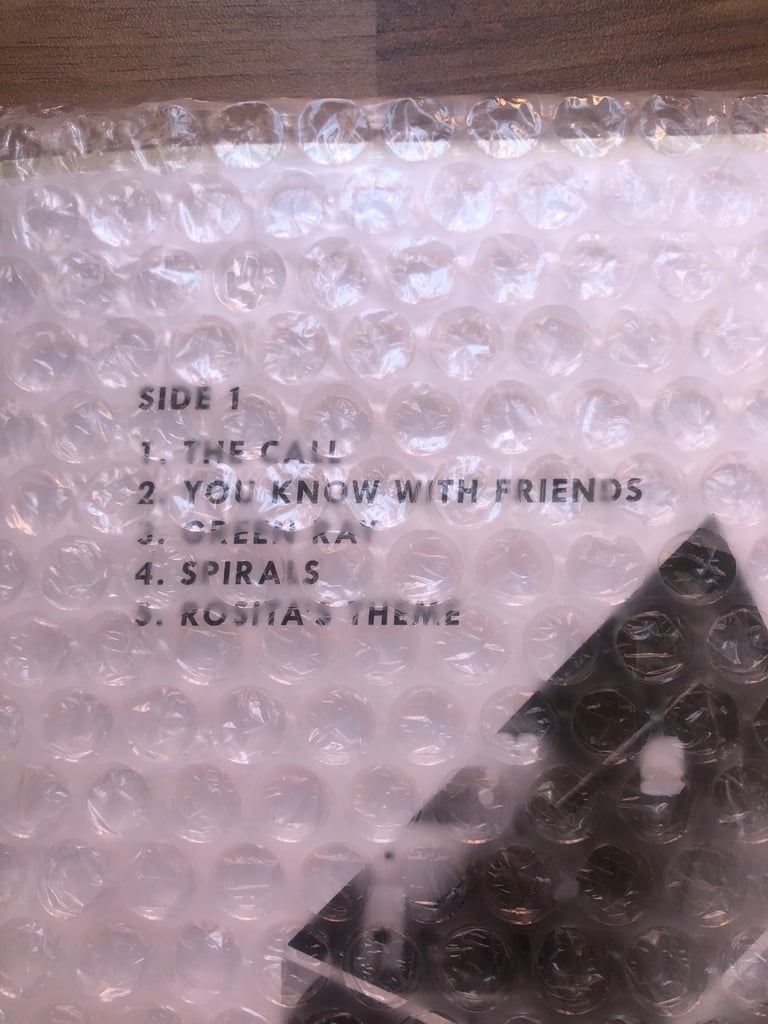 SIDE 1
1. THE CALL
2. YOU KNOW WITH FRIENDS
3. GREEN RAY
4. SPIRALS
5. ROSITA'S THEME